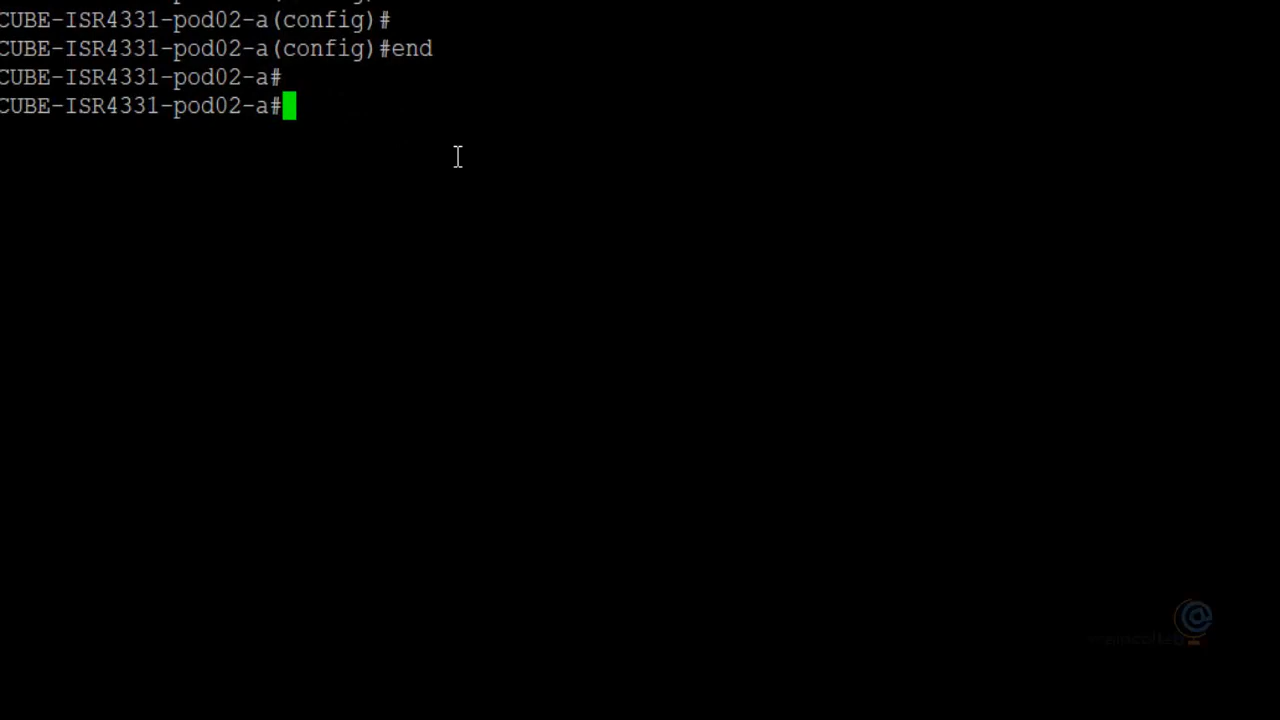 CUBE-ISR4331-pod02-a(config)#
CUBE-ISR4331-pod02-a(config)#end
CUBE-ISR4331-pod02-a#
CUBE-ISR4331-pod02-a#